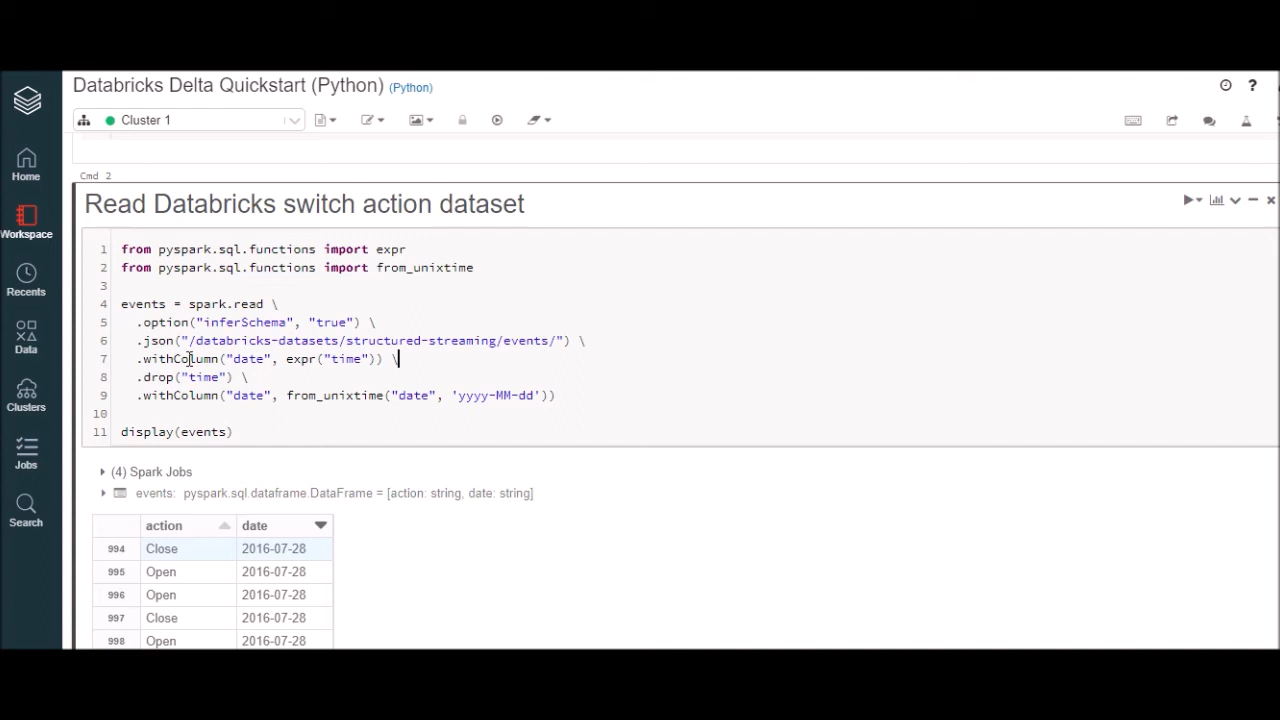 Databricks Delta Quickstart (Python) (Python)
?
Cluster 1
Home
Workspace
Recents
Data
Clusters
Jobs
Search
Cmd 2
Read Databricks switch action dataset
1 from pyspark.sql.functions import expr
2 from pyspark.sql.functions import from_unixtime
3
4 events = spark.read \
5 .option("inferSchema", "true") \
6 .json("/databricks-datasets/structured-streaming/events/") \
7 .withColumn("date", expr("time")) \
8 .drop("time") \
9 .withColumn("date", from_unixtime("date", 'yyyy-MM-dd'))
10
11 display(events)
(4) Spark Jobs
events: pyspark.sql.dataframe.DataFrame = [action: string, date: string]
action date
994 Close 2016-07-28
995 Open 2016-07-28
996 Open 2016-07-28
997 Close 2016-07-28
998 Open 2016-07-28